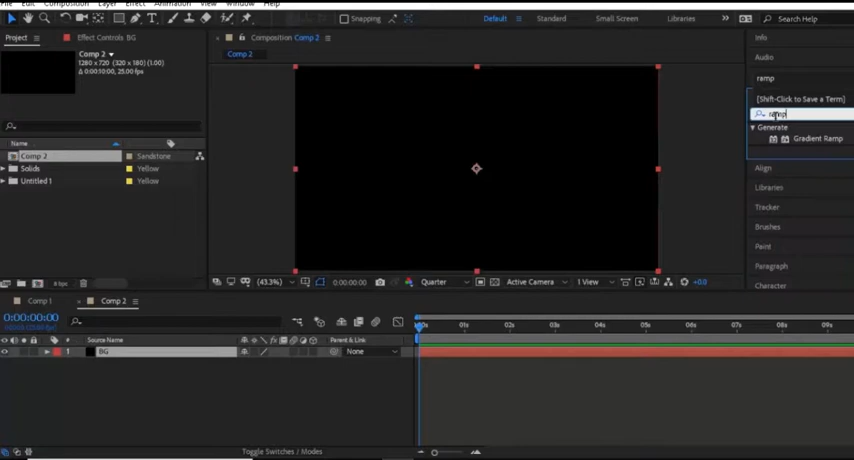 File Edit Composition Layer Effect Animation View Window Help
Snapping
Default Standard Small Screen Libraries Search Help
Project Effect Controls BG
Composition Comp 2
Info
Comp 2
Comp 2
1280 x 720 (320 x 180) (1.00)
Δ 0:00:10:00, 25.00 fps
Audio
ramp
[Shift-Click to Save a Term]
ramp
Generate
Gradient Ramp
Name
Comp 2 Sandstone
Solids Yellow
Untitled 1 Yellow
Align
Libraries
Tracker
Brushes
Paint
Paragraph
Character
8 bpc
(43.3%) 0:00:00:00 Quarter Active Camera 1 View +0.0
Comp 1 Comp 2
0:00:00:00
01s 02s 03s 04s 05s 06s 07s 08s 09s
# Source Name Parent & Link
1 BG None
Toggle Switches / Modes